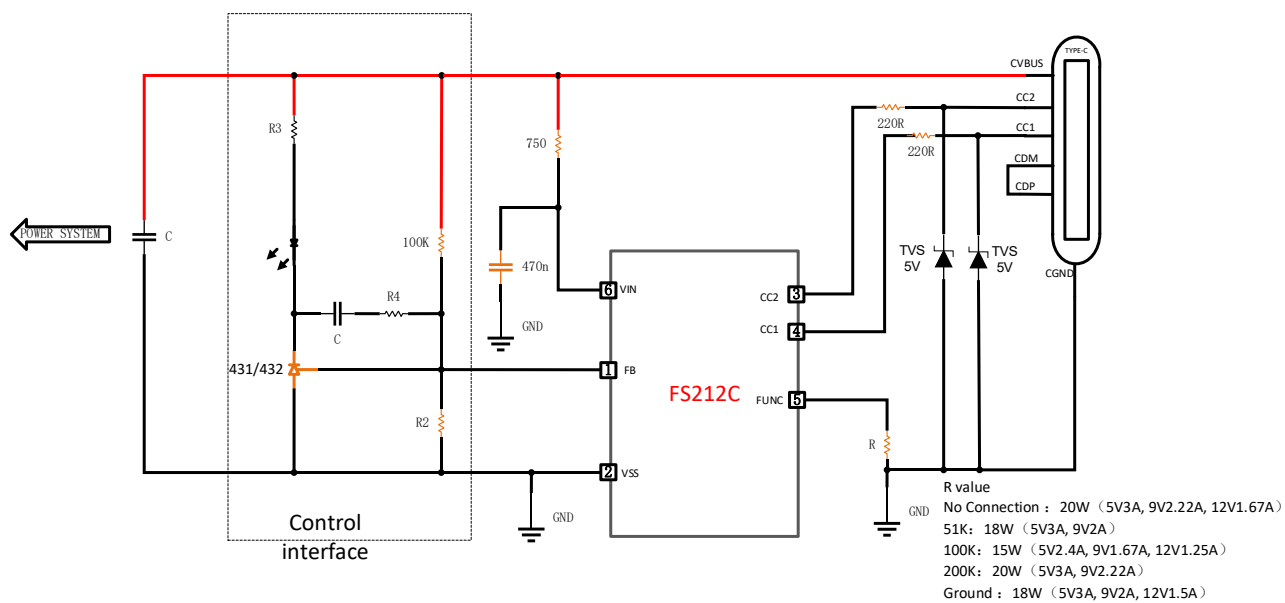 TYPE-C
CVBUS
CC2
220R
CC1
220R
CDM
CDP
CGND
R3
750
POWER SYSTEM
C
100K
470n
TVS
5V
TVS
5V
6
VIN
3
CC2
R4
C
GND
4
CC1
431/432
1
FB
FS212C
5
FUNC
R2
R
2
VSS
GND
GND
Control
interface
R value
No Connection : 20W（5V3A, 9V2.22A, 12V1.67A）
51K: 18W（5V3A, 9V2A）
100K: 15W（5V2.4A, 9V1.67A, 12V1.25A）
200K: 20W（5V3A, 9V2.22A）
Ground : 18W（5V3A, 9V2A, 12V1.5A）